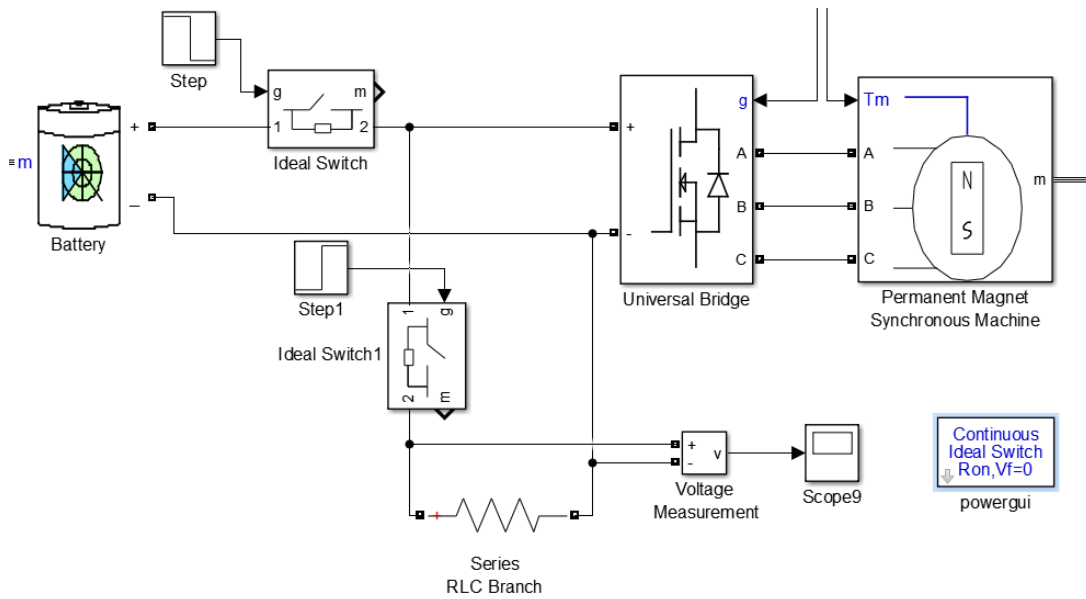 Step
g
m
1
2
Ideal Switch
+
m
–
Battery
Step1
1
g
Ideal Switch1
2
m
+
-
g
A
B
C
Universal Bridge
Tm
A
B
C
N
S
m
Permanent Magnet
Synchronous Machine
+
-
v
Voltage
Measurement
Scope9
Continuous
Ideal Switch
Ron,Vf=0
powergui
+
Series
RLC Branch